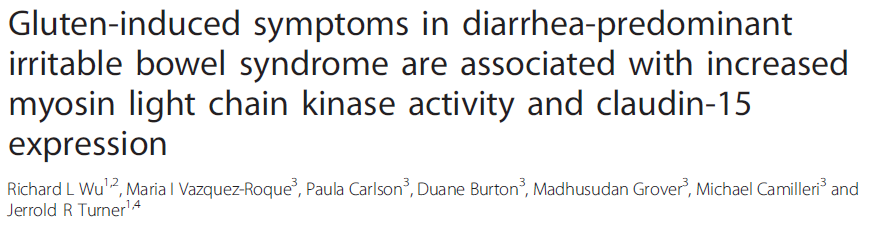 Gluten-induced symptoms in diarrhea-predominant
irritable bowel syndrome are associated with increased
myosin light chain kinase activity and claudin-15
expression
Richard L Wu1,2, Maria I Vazquez-Roque3, Paula Carlson3, Duane Burton3, Madhusudan Grover3, Michael Camilleri3 and
Jerrold R Turner1,4